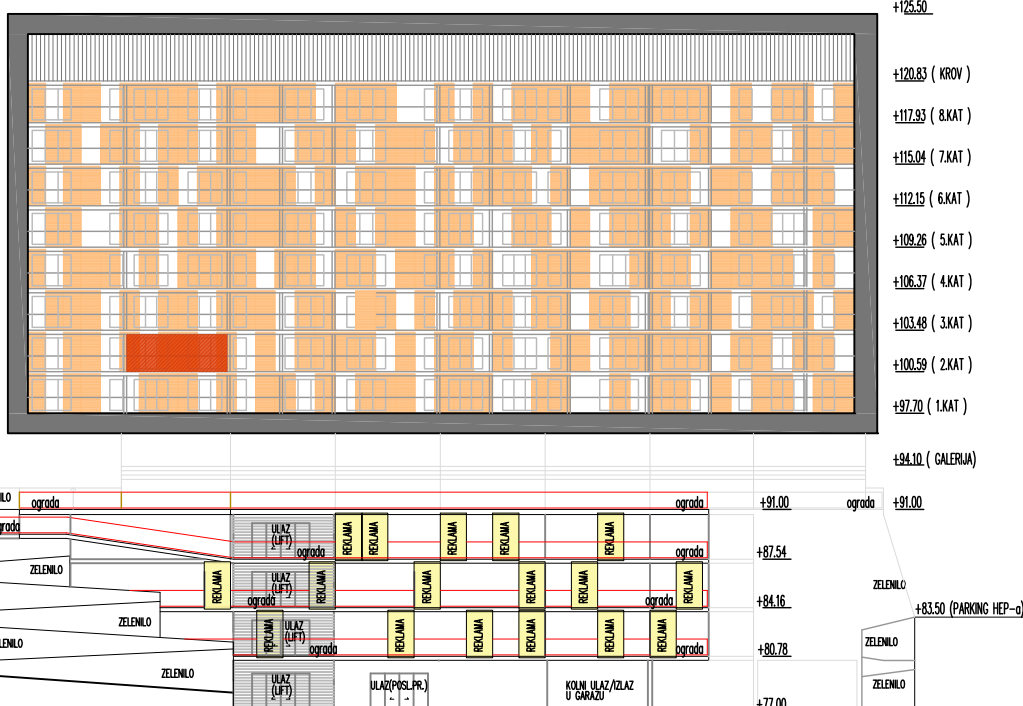 +125.50
+120.83 ( KROV )
+117.93 ( 8.KAT )
+115.04 ( 7.KAT )
+112.15 ( 6.KAT )
+109.26 ( 5.KAT )
+106.37 ( 4.KAT )
+103.48 ( 3.KAT )
+100.59 ( 2.KAT )
+97.70 ( 1.KAT )
+94.10 ( GALERIJA)
ograda
ograda
+91.00
ograda
+91.00
ULAZ
(LIFT)
ograda
REKLAMA
REKLAMA
REKLAMA
REKLAMA
REKLAMA
ograda
+87.54
ZELENILO
REKLAMA
ULAZ
(LIFT)
ograda
REKLAMA
REKLAMA
REKLAMA
REKLAMA
REKLAMA
ograda
+84.16
ZELENILO
+83.50 (PARKING HEP-a)
ZELENILO
REKLAMA
ULAZ
(LIFT)
ograda
REKLAMA
REKLAMA
REKLAMA
REKLAMA
REKLAMA
ograda
+80.78
ZELENILO
ZELENILO
ULAZ
(LIFT)
ULAZ(POSL.PR.)
KOLNI ULAZ/IZLAZ
U GARAZU
+77.00
ZELENILO